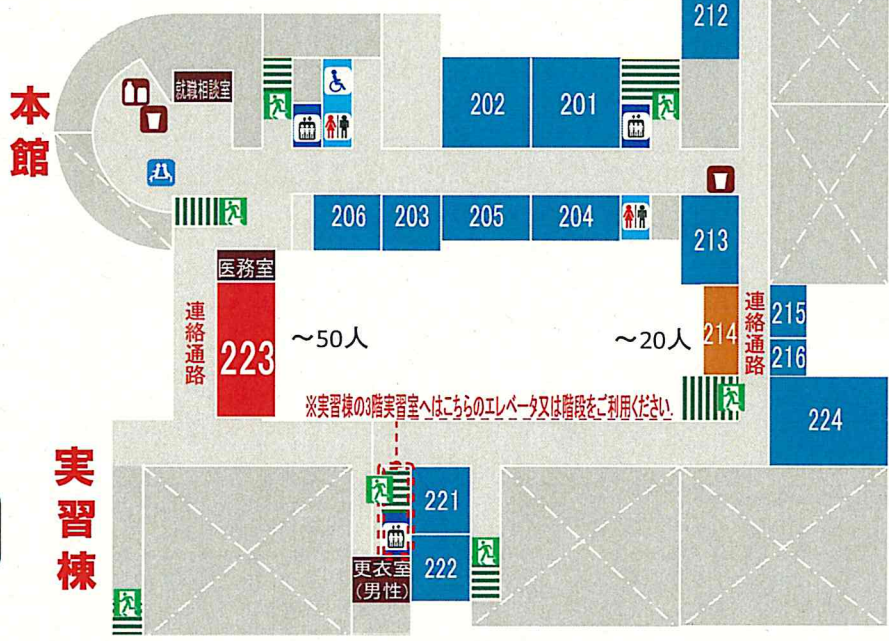 212
本館
就職相談室
202
201
206
203
205
204
213
医務室
連絡通路
223
～50人
～20人
214
連絡通路
215
216
※実習棟の3階実習室へはこちらのエレベータ又は階段をご利用ください.
224
実習棟
221
222
更衣室
(男性)